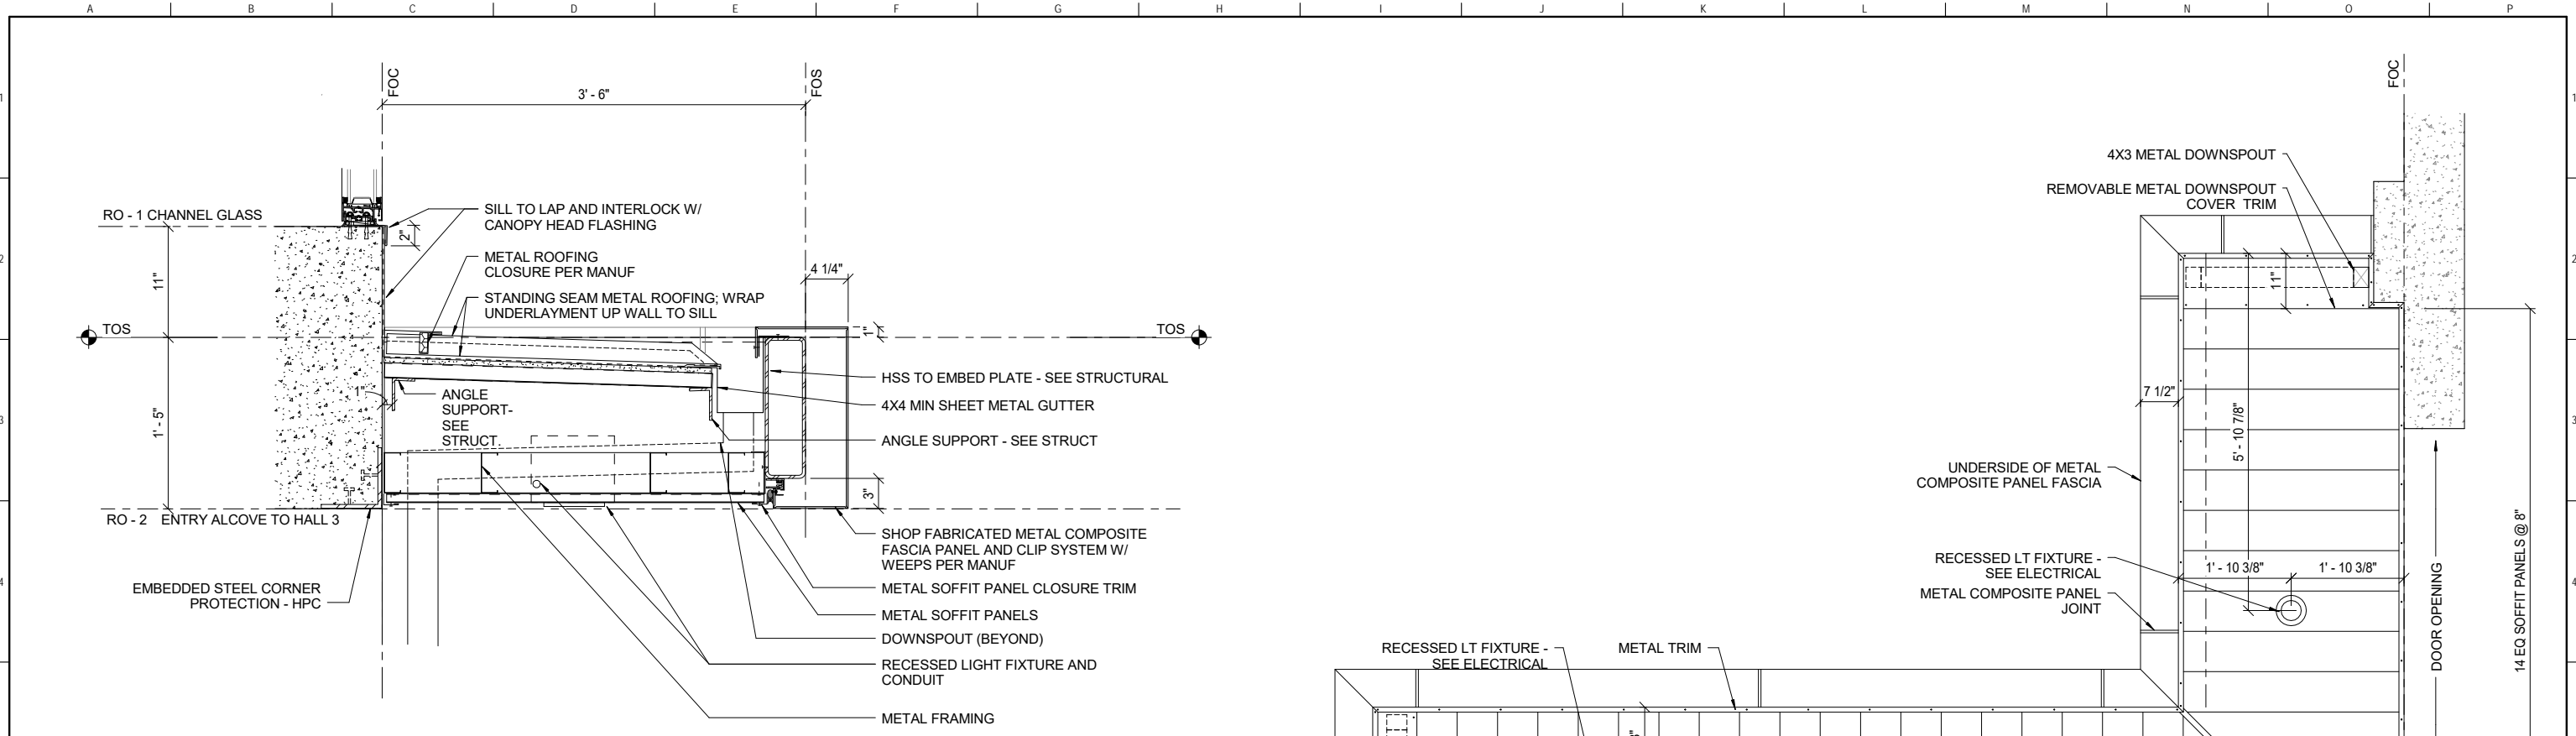 A B C D E F G H I J K L M N O P
1
2
3
4
1
2
3
4
FOC
3' - 6"
FOS
RO - 1 CHANNEL GLASS
2"
SILL TO LAP AND INTERLOCK W/
CANOPY HEAD FLASHING
METAL ROOFING
CLOSURE PER MANUF
STANDING SEAM METAL ROOFING; WRAP
UNDERLAYMENT UP WALL TO SILL
4 1/4"
11"
TOS
1"
TOS
HSS TO EMBED PLATE - SEE STRUCTURAL
4X4 MIN SHEET METAL GUTTER
1"
ANGLE
SUPPORT-
SEE
STRUCT.
1' - 5"
ANGLE SUPPORT - SEE STRUCT
3"
RO - 2 ENTRY ALCOVE TO HALL 3
SHOP FABRICATED METAL COMPOSITE
FASCIA PANEL AND CLIP SYSTEM W/
WEEPS PER MANUF
EMBEDDED STEEL CORNER
PROTECTION - HPC
METAL SOFFIT PANEL CLOSURE TRIM
METAL SOFFIT PANELS
DOWNSPOUT (BEYOND)
RECESSED LIGHT FIXTURE AND
CONDUIT
METAL FRAMING
FOC
4X3 METAL DOWNSPOUT
REMOVABLE METAL DOWNSPOUT
COVER TRIM
11"
7 1/2"
5' - 10 7/8"
UNDERSIDE OF METAL
COMPOSITE PANEL FASCIA
RECESSED LT FIXTURE -
SEE ELECTRICAL
1' - 10 3/8"
1' - 10 3/8"
METAL COMPOSITE PANEL
JOINT
DOOR OPENING
14 EQ SOFFIT PANELS @ 8"
RECESSED LT FIXTURE -
SEE ELECTRICAL
METAL TRIM